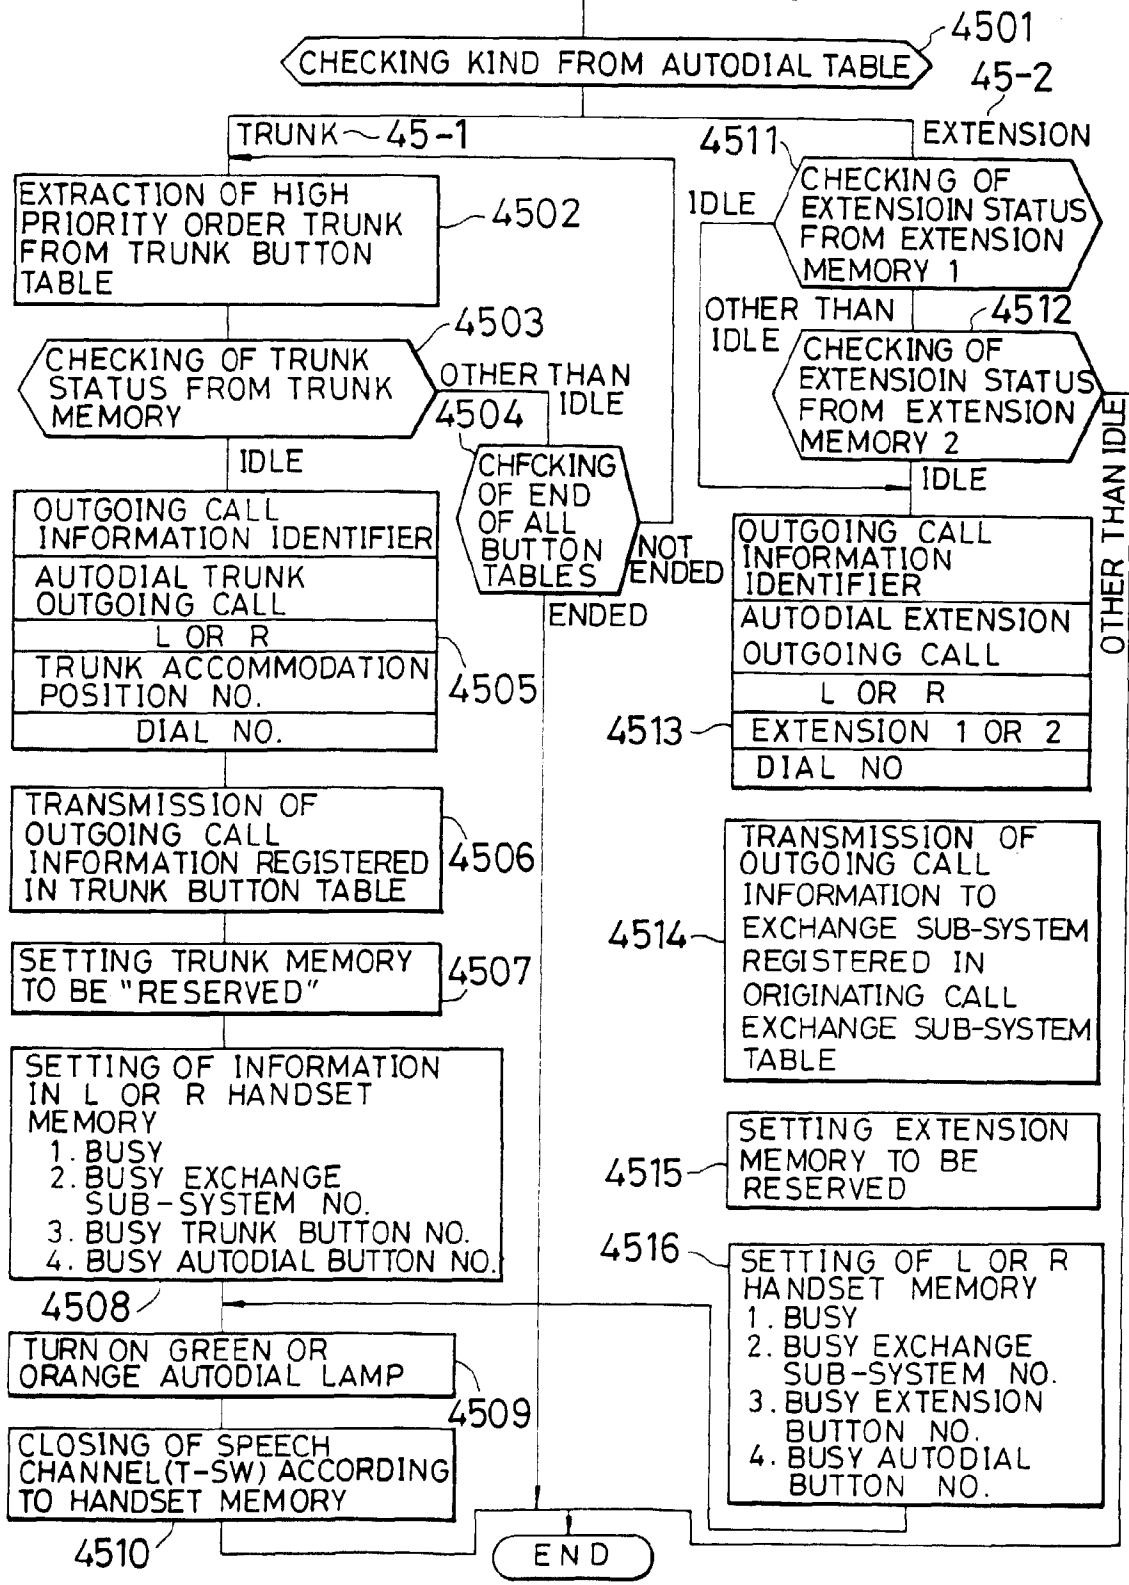 4501
CHECKING KIND FROM AUTODIAL TABLE
45-2
TRUNK 45-1
EXTENSION
EXTRACTION OF HIGH
PRIORITY ORDER TRUNK
FROM TRUNK BUTTON
TABLE
4502
4503
CHECKING OF TRUNK
STATUS FROM TRUNK
MEMORY
OTHER THAN
IDLE
IDLE
4504
CHFCKING
OF END
OF ALL
BUTTON
TABLES
NOT
ENDED
ENDED
OUTGOING CALL
INFORMATION IDENTIFIER
AUTODIAL TRUNK
OUTGOING CALL
L OR R
TRUNK ACCOMMODATION
POSITION NO.
DIAL NO.
4505
TRANSMISSION OF
OUTGOING CALL
INFORMATION REGISTERED
IN TRUNK BUTTON TABLE
4506
SETTING TRUNK MEMORY
TO BE "RESERVED"
4507
SETTING OF INFORMATION
IN L OR R HANDSET
MEMORY
1. BUSY
2. BUSY EXCHANGE
SUB-SYSTEM NO.
3. BUSY TRUNK BUTTON NO.
4. BUSY AUTODIAL BUTTON NO.
4508
TURN ON GREEN OR
ORANGE AUTODIAL LAMP
4509
CLOSING OF SPEECH
CHANNEL(T-SW) ACCORDING
TO HANDSET MEMORY
4510
4511
CHECKING OF
EXTENSIOIN STATUS
FROM EXTENSION
MEMORY 1
IDLE
OTHER THAN
IDLE
4512
CHECKING OF
EXTENSIOIN STATUS
FROM EXTENSION
MEMORY 2
IDLE
OTHER THAN IDLE
OUTGOING CALL
INFORMATION
IDENTIFIER
AUTODIAL EXTENSION
OUTGOING CALL
L OR R
4513
EXTENSION 1 OR 2
DIAL NO
4514
TRANSMISSION OF
OUTGOING CALL
INFORMATION TO
EXCHANGE SUB-SYSTEM
REGISTERED IN
ORIGINATING CALL
EXCHANGE SUB-SYSTEM
TABLE
4515
SETTING EXTENSION
MEMORY TO BE
RESERVED
4516
SETTING OF L OR R
HANDSET MEMORY
1. BUSY
2. BUSY EXCHANGE
SUB-SYSTEM NO.
3. BUSY EXTENSION
BUTTON NO.
4. BUSY AUTODIAL
BUTTON NO.
END